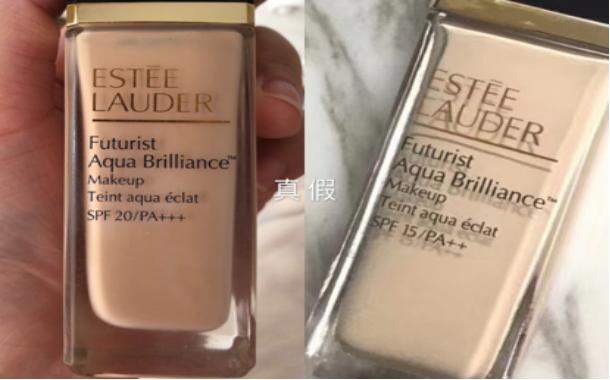 ESTĒE
LAUDER
Futurist
Aqua Brilliance™
Makeup
Teint aqua éclat
SPF 20/PA+++
真 假
ESTĒE
LAUDER
Futurist
Aqua Brilliance™
Makeup
Teint aqua éclat
SPF 15/PA++